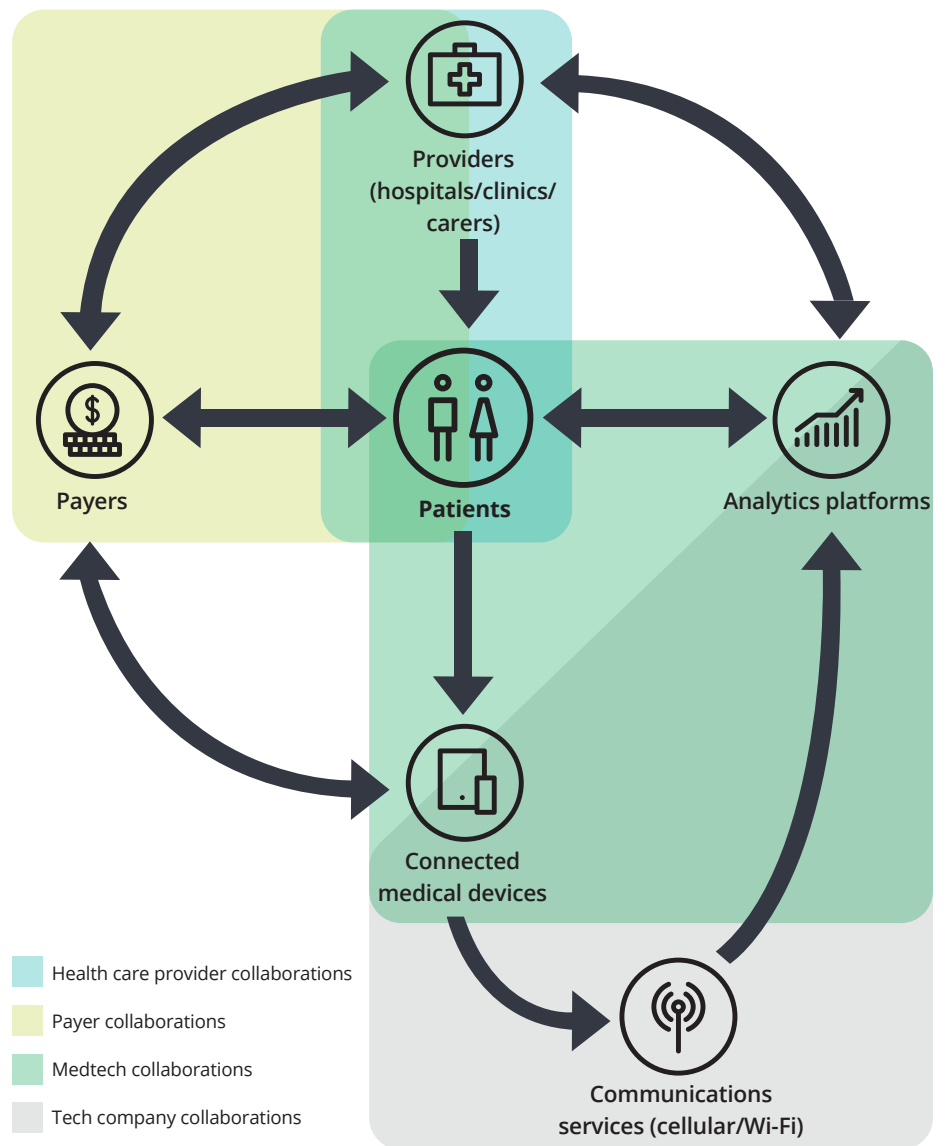 Providers
(hospitals/clinics/
carers)
$
Payers
Patients
Analytics platforms
Connected
medical devices
Health care provider collaborations
Payer collaborations
Medtech collaborations
Tech company collaborations
Communications
services (cellular/Wi-Fi)